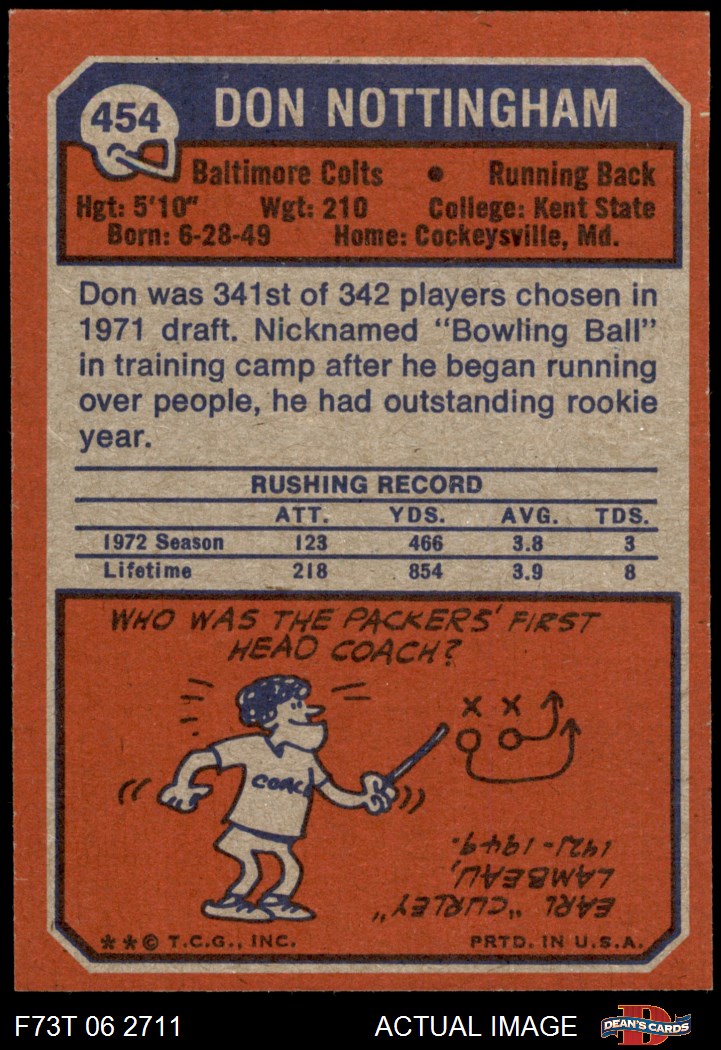 454
DON NOTTINGHAM
Baltimore Colts • Running Back
Hgt: 5'10" Wgt: 210 College: Kent State
Born: 6-28-49 Home: Cockeysville, Md.
Don was 341st of 342 players chosen in
1971 draft. Nicknamed "Bowling Ball"
in training camp after he began running
over people, he had outstanding rookie
year.
RUSHING RECORD
ATT. YDS. AVG. TDS.
1972 Season 123 466 3.8 3
Lifetime 218 854 3.9 8
WHO WAS THE PACKERS' FIRST
HEAD COACH?
X X
COACH
EARL "CURLEY"
LAMBEAU,
1921-1949.
**© T.C.G., INC. PRTD. IN U.S.A.
F73T 06 2711 ACTUAL IMAGE
D
DEAN'S CARDS